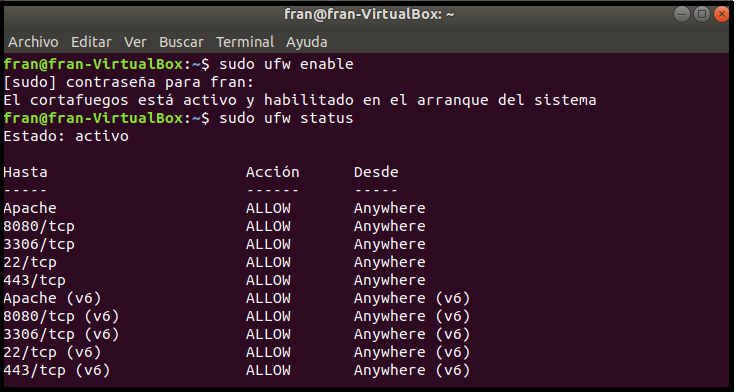 fran@fran-VirtualBox: ~
Archivo Editar Ver Buscar Terminal Ayuda
fran@fran-VirtualBox:~$ sudo ufw enable
[sudo] contraseña para fran:
El cortafuegos está activo y habilitado en el arranque del sistema
fran@fran-VirtualBox:~$ sudo ufw status
Estado: activo
Hasta Acción Desde
----- ------ -----
Apache ALLOW Anywhere
8080/tcp ALLOW Anywhere
3306/tcp ALLOW Anywhere
22/tcp ALLOW Anywhere
443/tcp ALLOW Anywhere
Apache (v6) ALLOW Anywhere (v6)
8080/tcp (v6) ALLOW Anywhere (v6)
3306/tcp (v6) ALLOW Anywhere (v6)
22/tcp (v6) ALLOW Anywhere (v6)
443/tcp (v6) ALLOW Anywhere (v6)